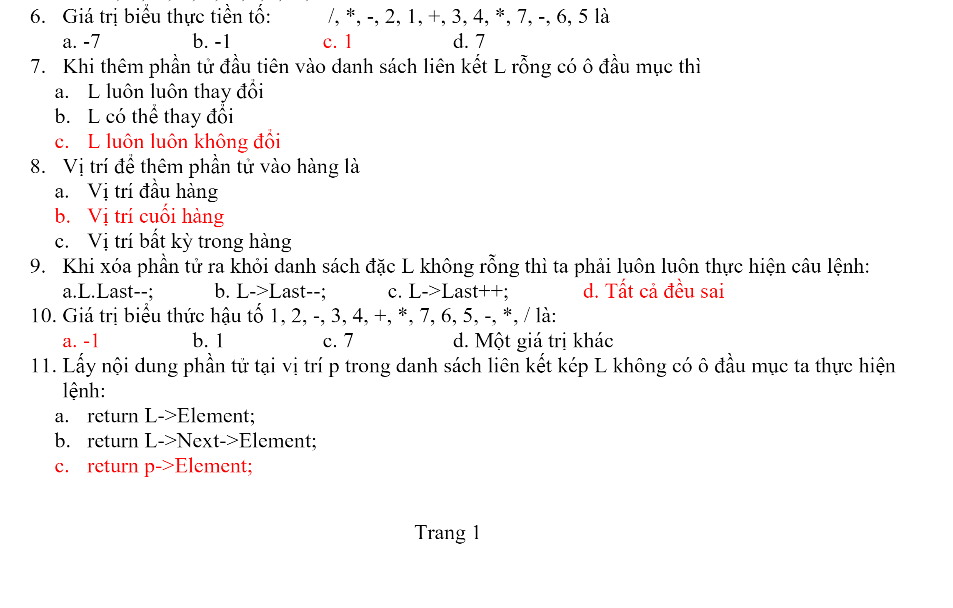 6. Giá trị biểu thực tiền tố: /, *, -, 2, 1, +, 3, 4, *, 7, -, 6, 5 là
a. -7 b. -1 c. 1 d. 7
7. Khi thêm phần tử đầu tiên vào danh sách liên kết L rỗng có ô đầu mục thì
a. L luôn luôn thay đổi
b. L có thể thay đổi
c. L luôn luôn không đổi
8. Vị trí để thêm phần tử vào hàng là
a. Vị trí đầu hàng
b. Vị trí cuối hàng
c. Vị trí bất kỳ trong hàng
9. Khi xóa phần tử ra khỏi danh sách đặc L không rỗng thì ta phải luôn luôn thực hiện câu lệnh:
a.L.Last--; b. L->Last--; c. L->Last++; d. Tất cả đều sai
10. Giá trị biểu thức hậu tố 1, 2, -, 3, 4, +, *, 7, 6, 5, -, *, / là:
a. -1 b. 1 c. 7 d. Một giá trị khác
11. Lấy nội dung phần tử tại vị trí p trong danh sách liên kết kép L không có ô đầu mục ta thực hiện
lệnh:
a. return L->Element;
b. return L->Next->Element;
c. return p->Element;
Trang 1